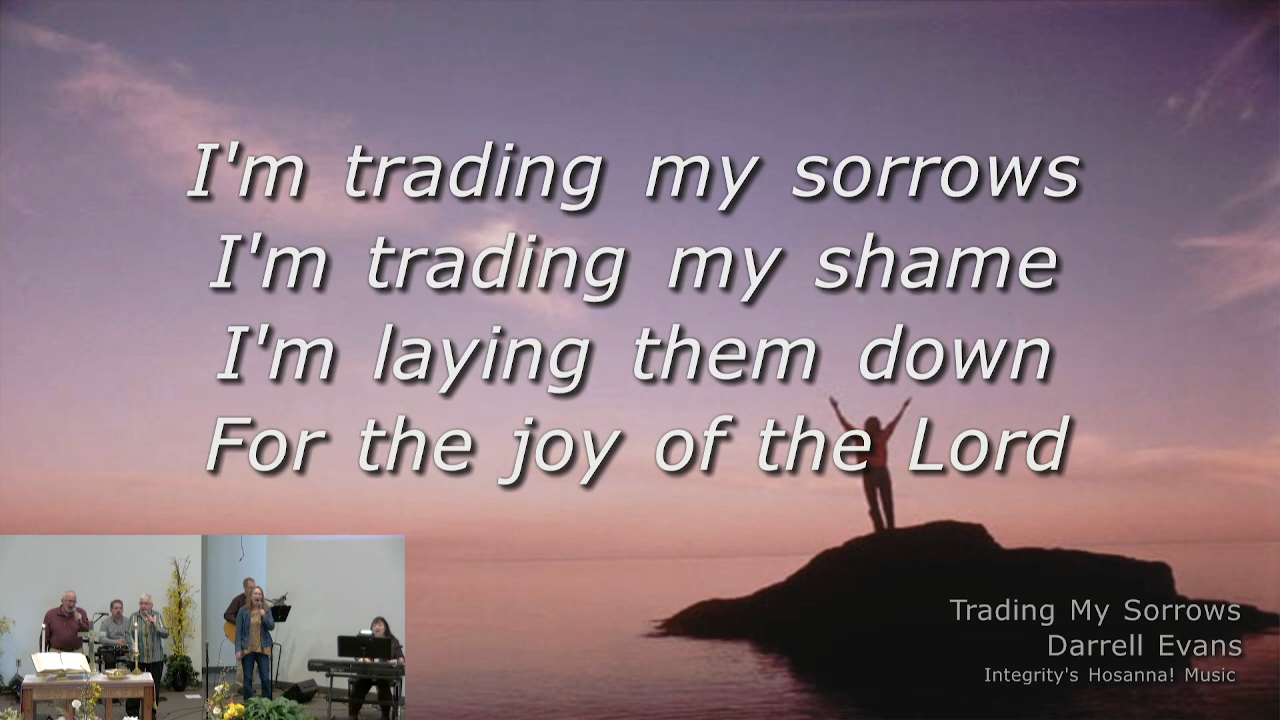 I'm trading my sorrows
I'm trading my shame
I'm laying them down
For the joy of the Lord
Trading My Sorrows
Darrell Evans
Integrity's Hosanna! Music